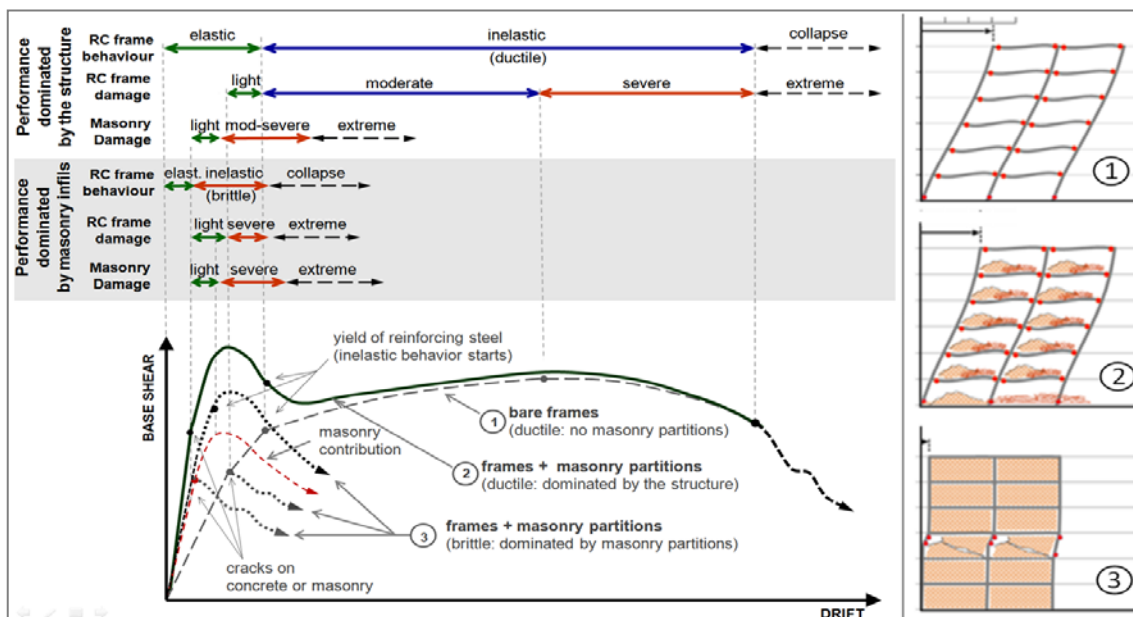 Performance dominated by the structure
RC frame behaviour
elastic
inelastic
(ductile)
collapse
RC frame damage
light
moderate
severe
extreme
Masonry Damage
light
mod-severe
extreme
Performance dominated by masonry infills
RC frame behaviour
elast.
inelastic
(brittle)
collapse
RC frame damage
light
severe
extreme
Masonry Damage
light
severe
extreme
BASE SHEAR
yield of reinforcing steel
(inelastic behavior starts)
masonry
contribution
1
bare frames
(ductile: no masonry partitions)
2
frames + masonry partitions
(ductile: dominated by the structure)
3
frames + masonry partitions
(brittle: dominated by masonry partitions)
cracks on
concrete or masonry
DRIFT
1
2
3